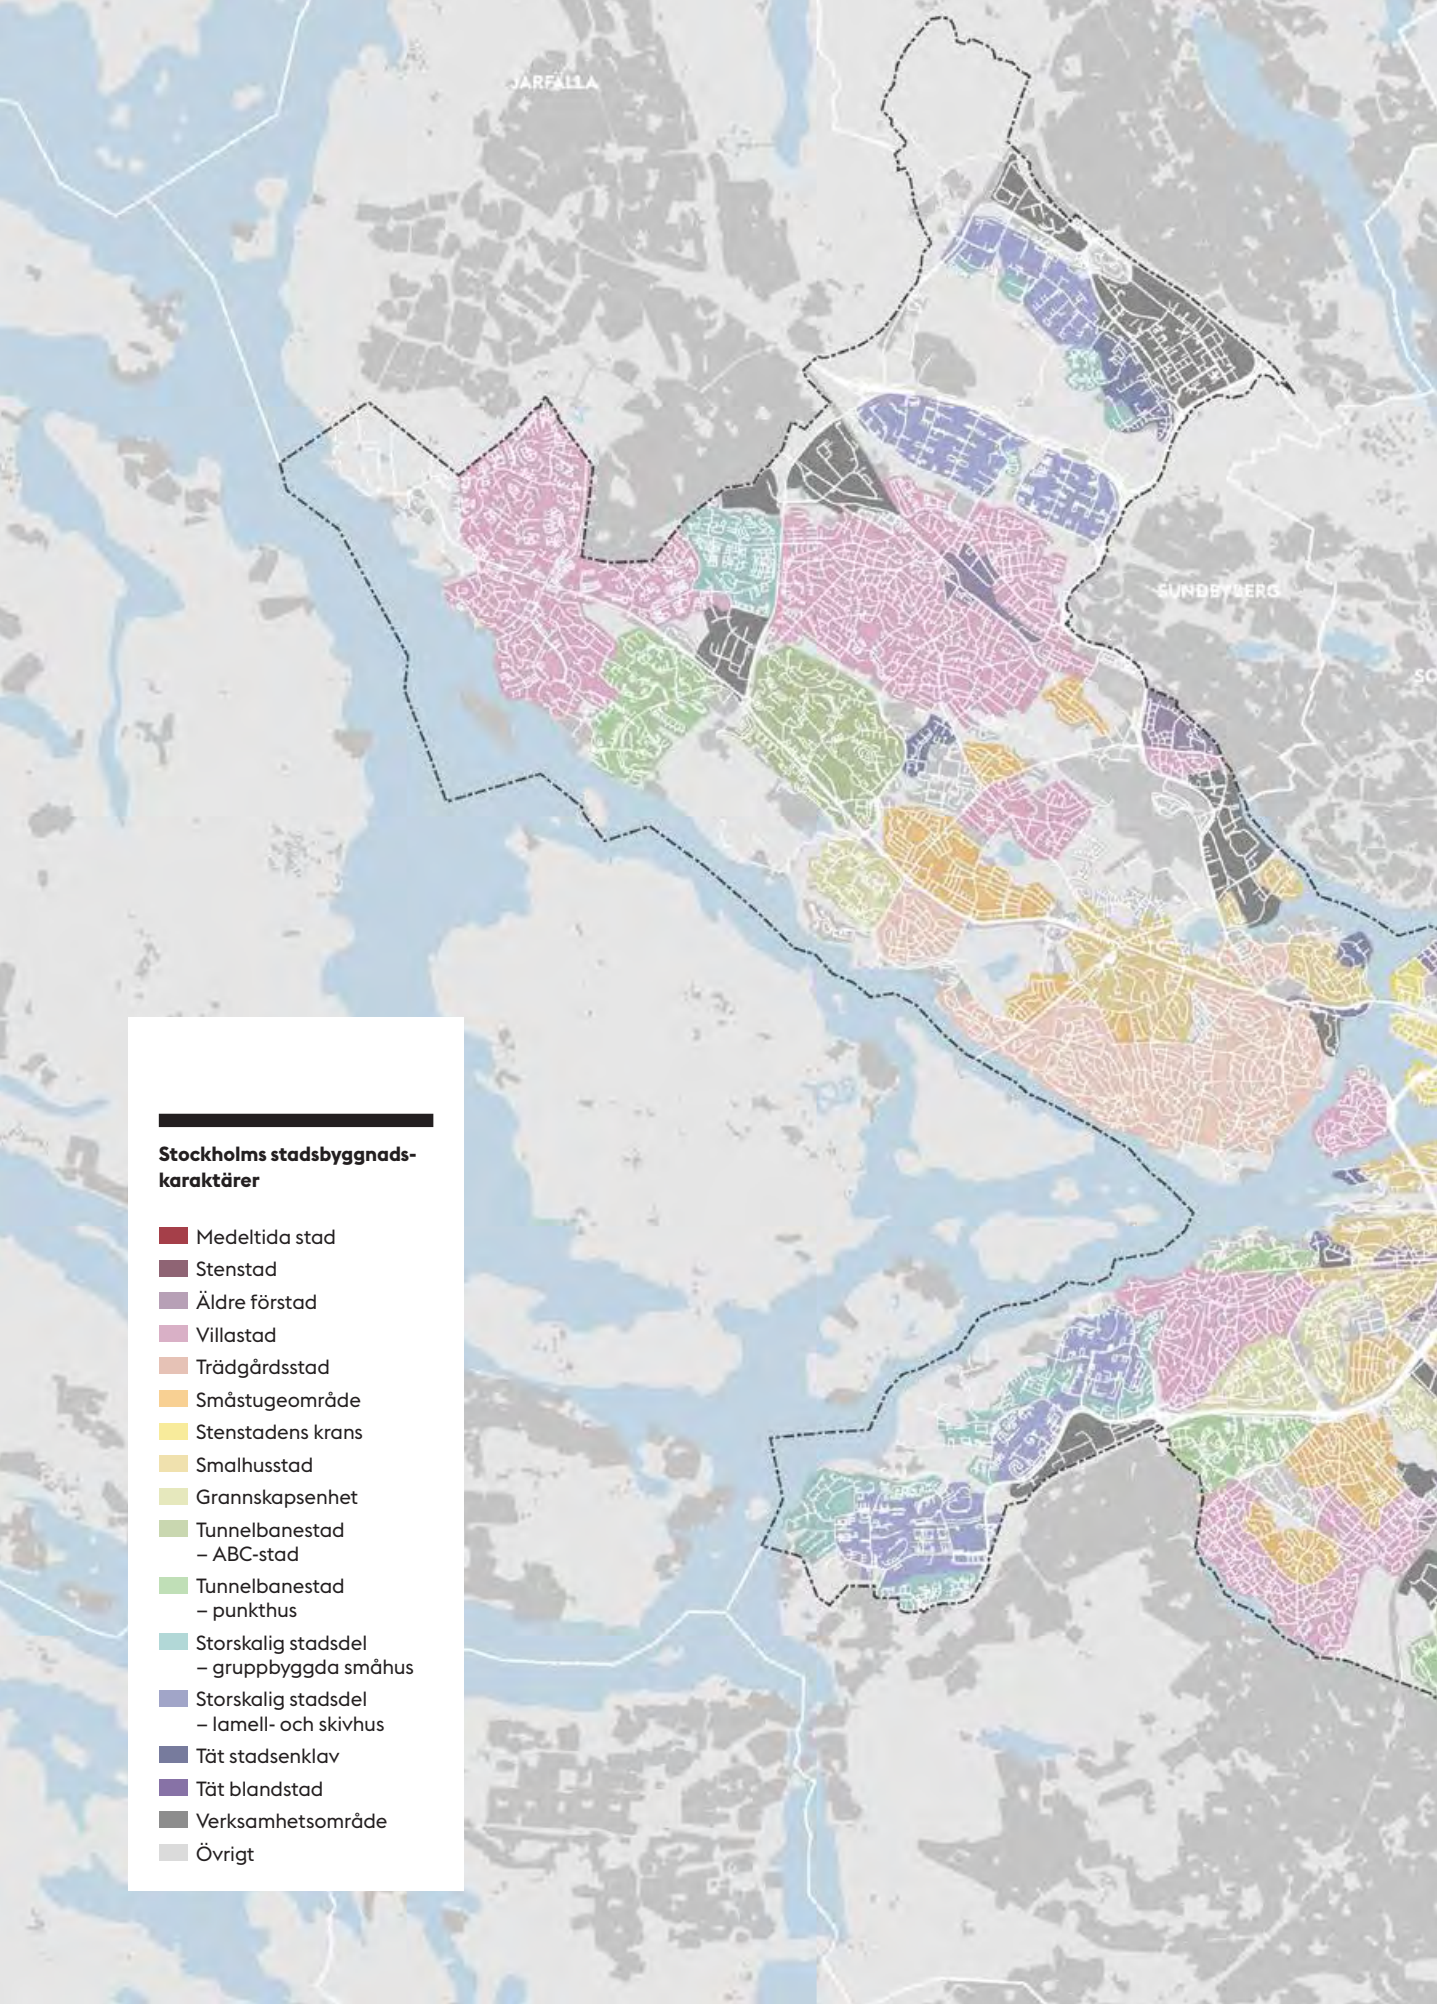 JÄRFÄLLA
SUNDBYBERG
SO
Stockholms stadsbyggnads-
karaktärer
Medeltida stad
Stenstad
Äldre förstad
Villastad
Trädgårdsstad
Småstugeområde
Stenstadens krans
Smalhusstad
Grannskapsenhet
Tunnelbanestad
– ABC-stad
Tunnelbanestad
– punkthus
Storskalig stadsdel
– gruppbyggda småhus
Storskalig stadsdel
– lamell- och skivhus
Tät stadsenklav
Tät blandstad
Verksamhetsområde
Övrigt